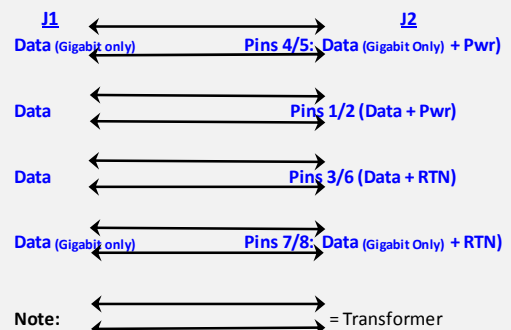 J1 J2
Data (Gigabit only) Pins 4/5: Data (Gigabit Only) + Pwr)
Data Pins 1/2 (Data + Pwr)
Data Pins 3/6 (Data + RTN)
Data (Gigabit only) Pins 7/8: Data (Gigabit Only) + RTN)
Note: = Transformer